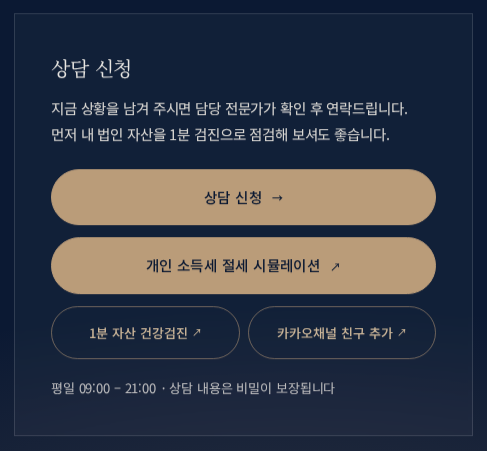 상담 신청
지금 상황을 남겨 주시면 담당 전문가가 확인 후 연락드립니다.
먼저 내 법인 자산을 1분 검진으로 점검해 보셔도 좋습니다.
상담 신청 →
개인 소득세 절세 시뮬레이션 ↗
1분 자산 건강검진 ↗
카카오채널 친구 추가 ↗
평일 09:00 – 21:00 · 상담 내용은 비밀이 보장됩니다